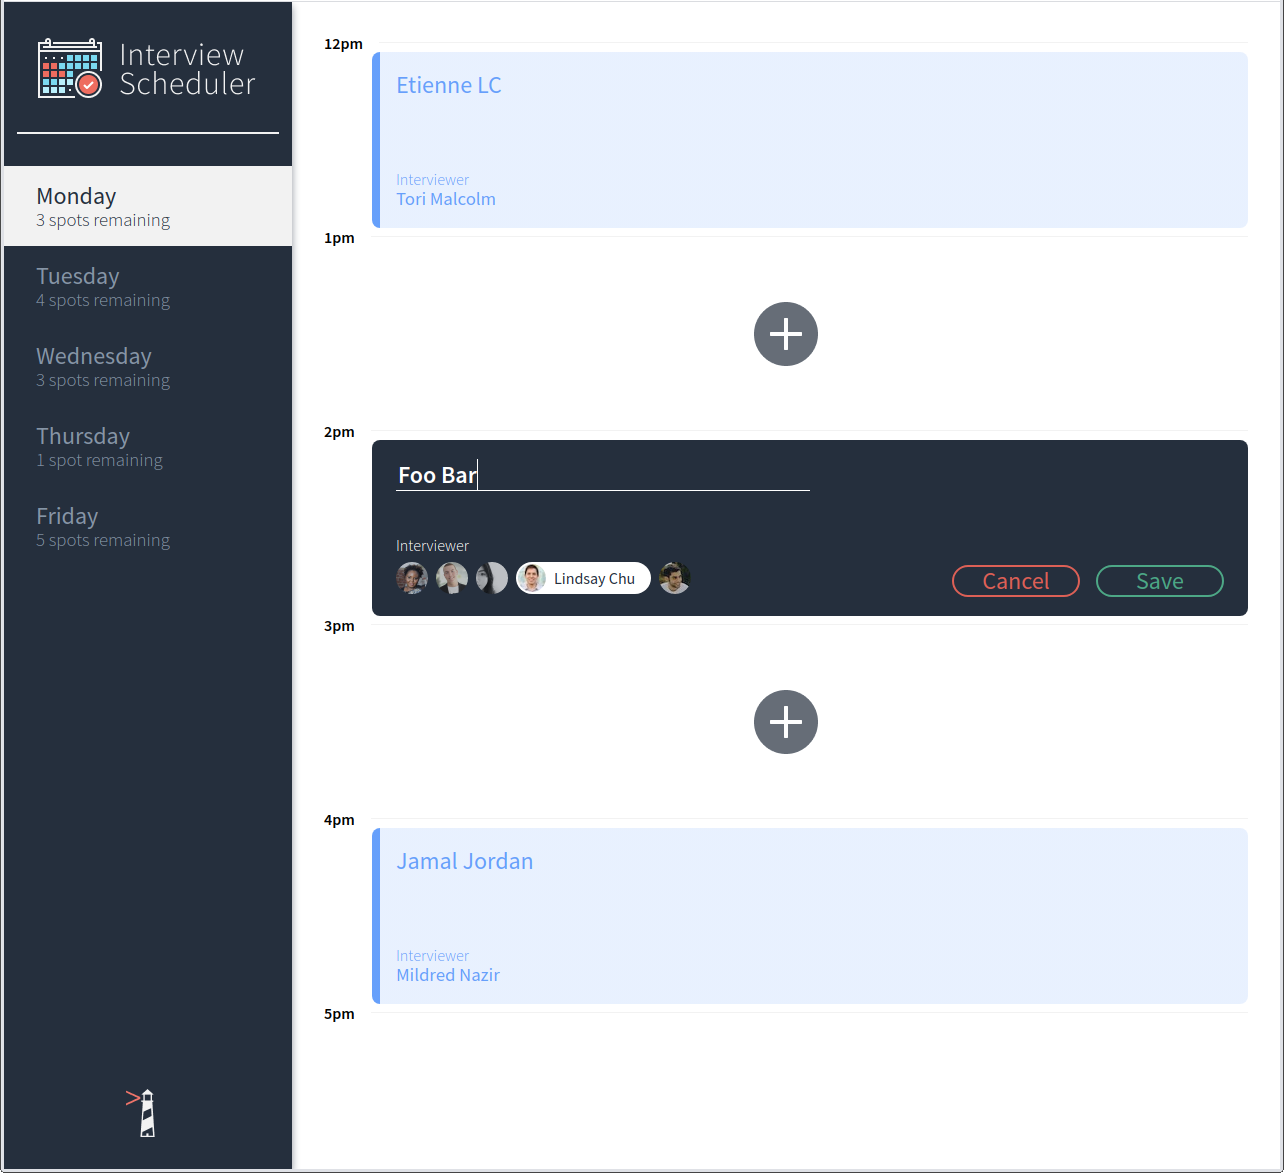 Interview
Scheduler
Monday
3 spots remaining
Tuesday
4 spots remaining
Wednesday
3 spots remaining
Thursday
1 spot remaining
Friday
5 spots remaining
12pm
Etienne LC
Interviewer
Tori Malcolm
1pm
2pm
Foo Bar
Interviewer
Lindsay Chu
Cancel
Save
3pm
4pm
Jamal Jordan
Interviewer
Mildred Nazir
5pm